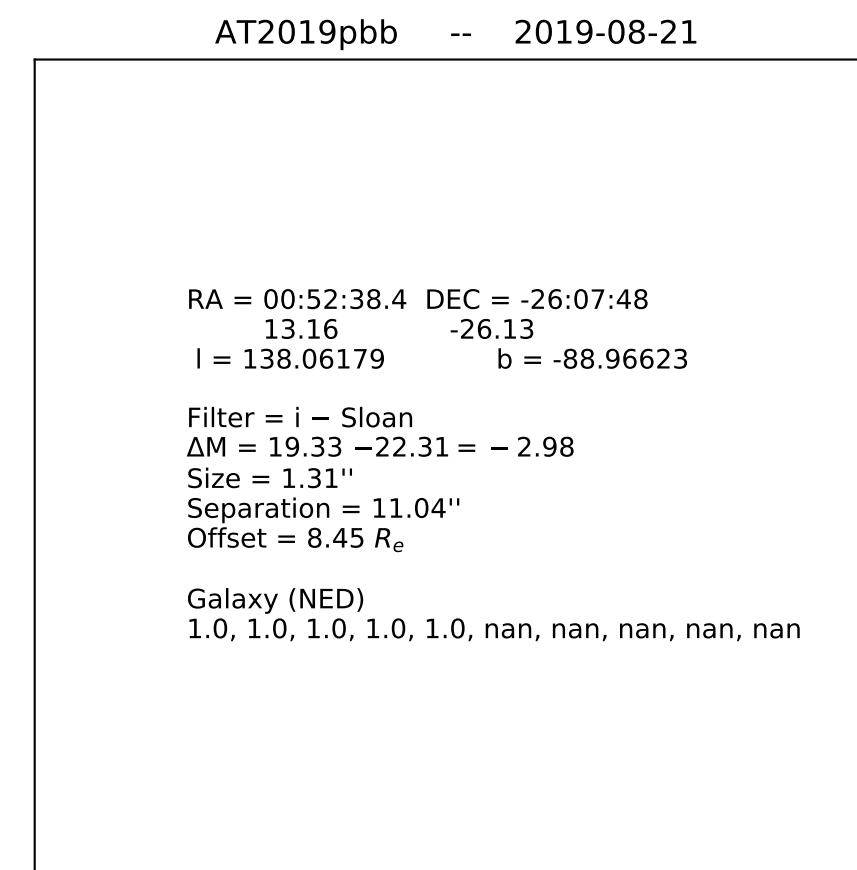 AT2019pbb -- 2019-08-21
RA = 00:52:38.4 DEC = -26:07:48
13.16 -26.13
l = 138.06179 b = -88.96623
Filter = i − Sloan
ΔM = 19.33 −22.31 = − 2.98
Size = 1.31''
Separation = 11.04''
Offset = 8.45 Re
Galaxy (NED)
1.0, 1.0, 1.0, 1.0, 1.0, nan, nan, nan, nan, nan